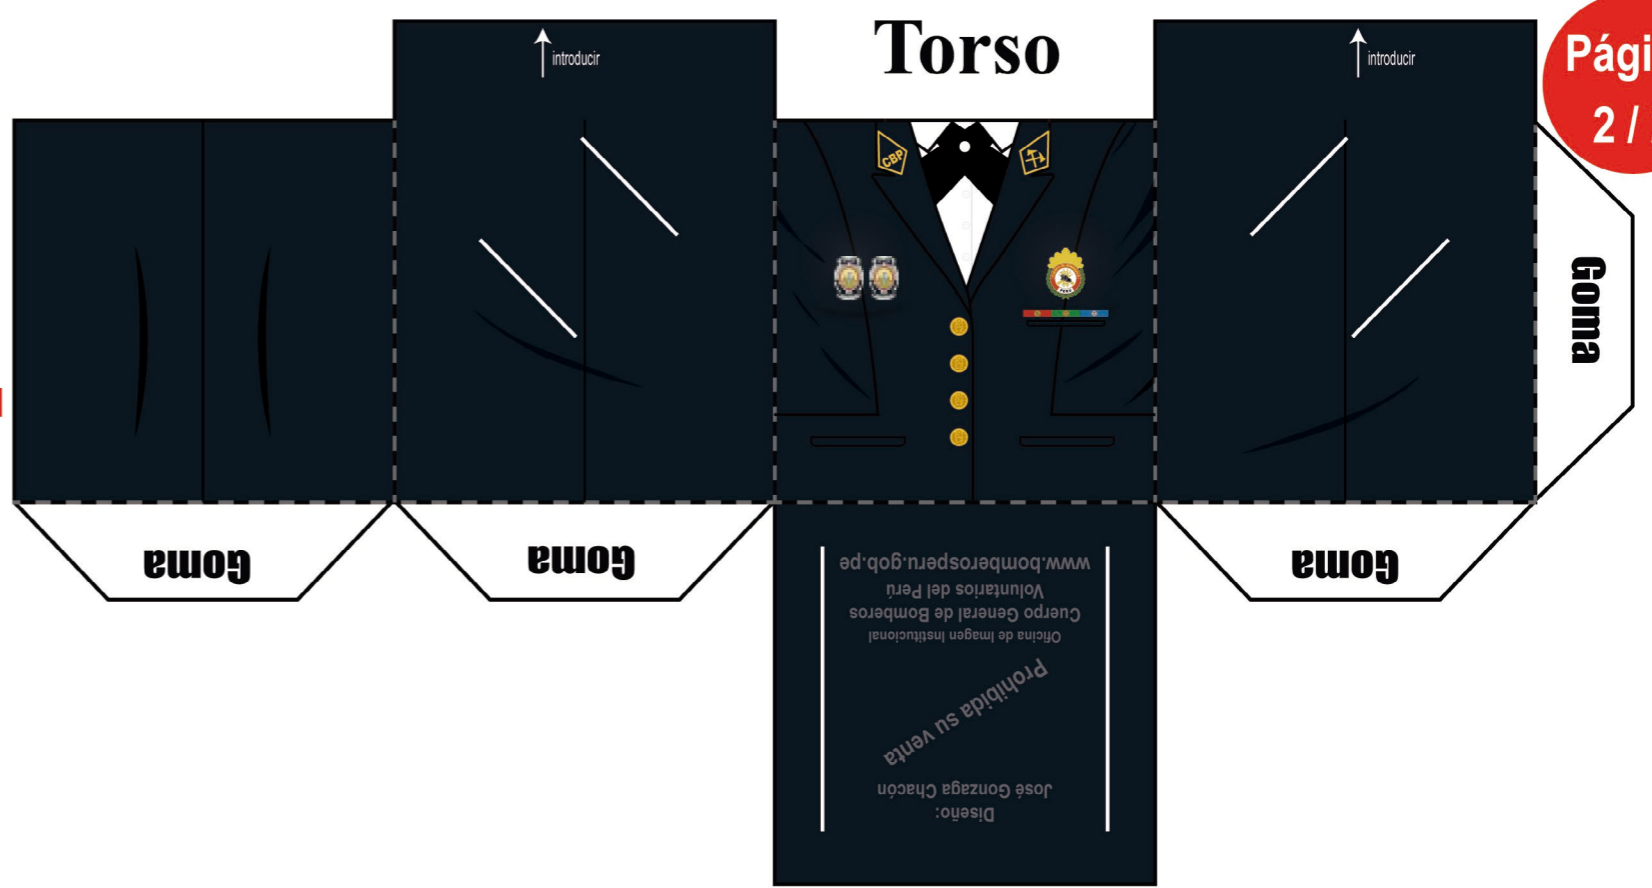 Torso
Pági
2 /
introducir
introducir
CBP
Goma
Goma
Goma
Goma
www.bomberosperu.gob.pe
Voluntarios del Perú
Cuerpo General de Bomberos
Oficina de Imagen Institucional
Prohibida su venta
José Gonzaga Chacón
Diseño: